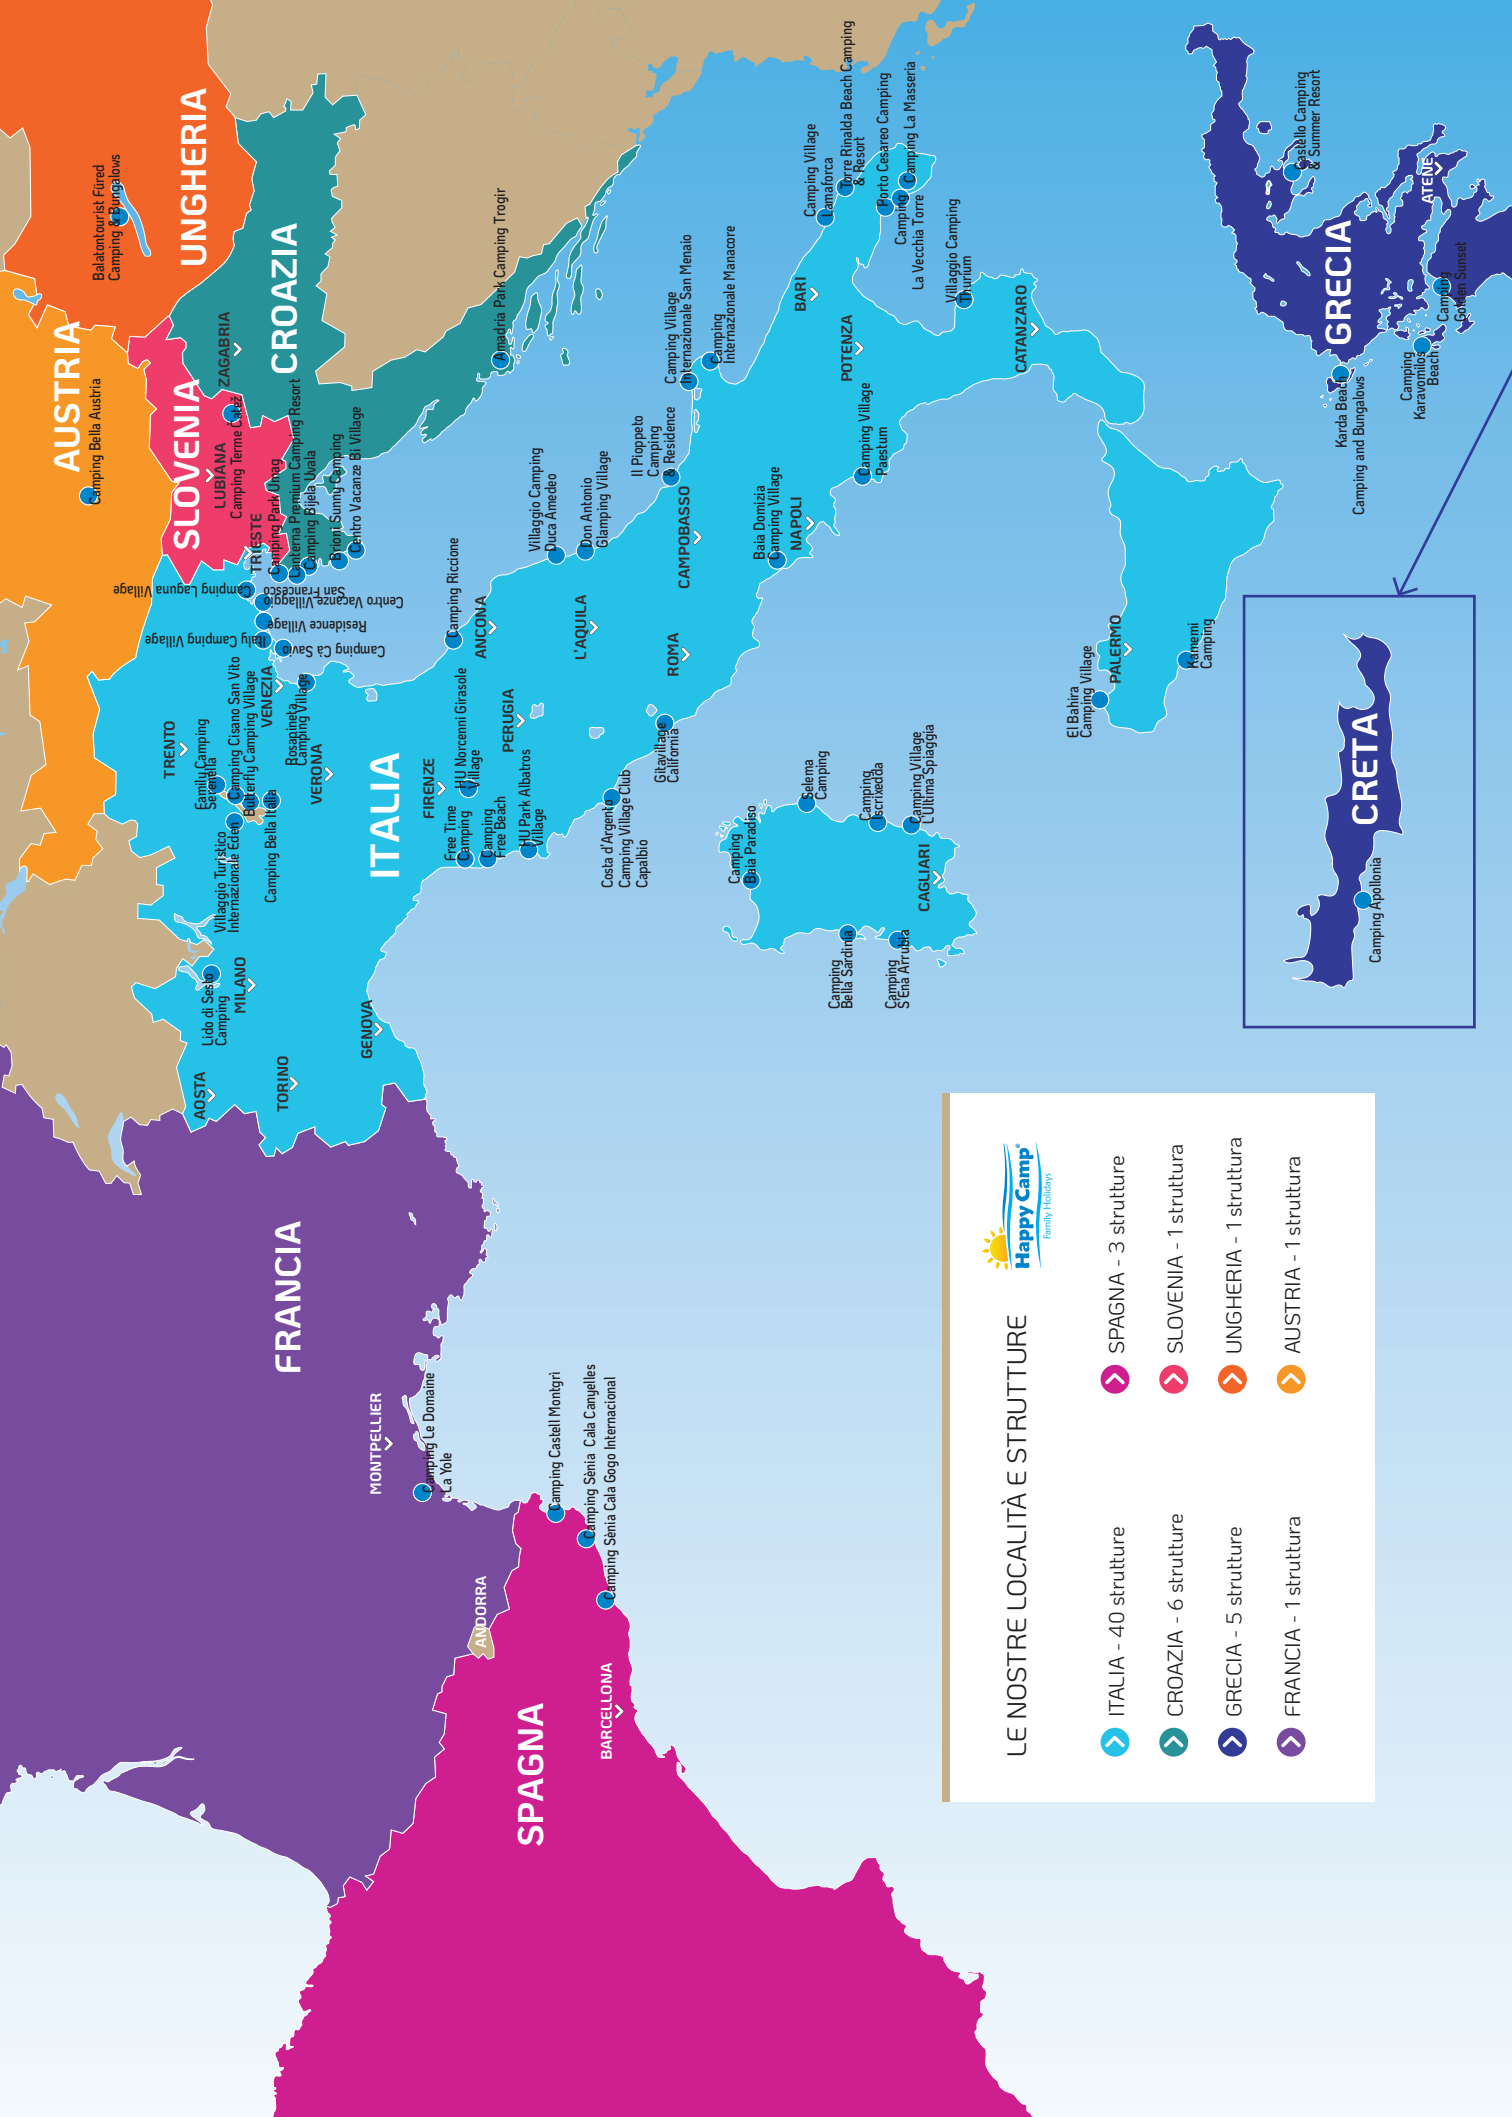 FRANCIA
MONTPELLIER
Camping Le Domaine
La Yole
ANDORRA
SPAGNA
BARCELLONA
Camping Castell Montgrì
Camping Sènia Cala Canyelles
Camping Sènia Cala Gogo Internacional
AUSTRIA
Camping Bella Austria
UNGHERIA
Balatontourist Füred
Camping & Bungalows
SLOVENIA
LUBIANA
Camping Terme Čatež
CROAZIA
ZAGABRIA
Camping Park Umag
Lanterna Premium Camping Resort
Camping Bijela Uvala
Brioni Sunny Camping
Centro Vacanze Bi Village
Amadria Park Camping Trogir
ITALIA
AOSTA
TORINO
MILANO
GENOVA
Lido di Sesto
Camping
TRENTO
Family Camping
Serenella
Camping Cisano San Vito
Butterfly Camping Village
Villaggio Turistico
Internazionale Eden
Camping Bella Italia
VERONA
VENEZIA
Rosapineta
Camping Village
TRIESTE
Camping Laguna Village
San Francesco
Centro Vacanze Villaggio
Residence Village
Italy Camping Village
Camping Cà Savio
Camping Riccione
ANCONA
FIRENZE
HU Norcenni Girasole
Village
PERUGIA
Free Time
Camping
Camping
Free Beach
HU Park Albatros
Village
Costa d'Argento
Camping Village Club
Capalbio
L'AQUILA
Villaggio Camping
Duca Amedeo
Don Antonio
Glamping Village
ROMA
Gitavillage
California
Il Pioppeto
Camping
& Residence
CAMPOBASSO
Camping Village
Internazionale San Menaio
Camping
Internazionale Manacore
Baia Domizia
Camping Village
NAPOLI
BARI
POTENZA
Camping Village
Paestum
Camping Village
Lamaforca
Torre Rinalda Beach Camping
& Resort
Porto Cesareo Camping
Camping La Masseria
Camping
La Vecchia Torre
Villaggio Camping
Thurium
CATANZARO
PALERMO
El Bahira
Camping Village
Kamemi
Camping
Camping
Baia Paradiso
Selema
Camping
Camping
Iscrixedda
Camping Village
L'Ultima Spiaggia
CAGLIARI
Camping
Bella Sardinia
Camping
S'Ena Arrubia
GRECIA
ATENE
Castello Camping
& Summer Resort
Karda Beach
Camping and Bungalows
Camping
Karavomilos
Beach
Camping
Golden Sunset
CRETA
Camping Apollonia
LE NOSTRE LOCALITÀ E STRUTTURE
Happy Camp®
Family Holidays
ITALIA - 40 strutture
CROAZIA - 6 strutture
GRECIA - 5 strutture
FRANCIA - 1 struttura
SPAGNA - 3 strutture
SLOVENIA - 1 struttura
UNGHERIA - 1 struttura
AUSTRIA - 1 struttura